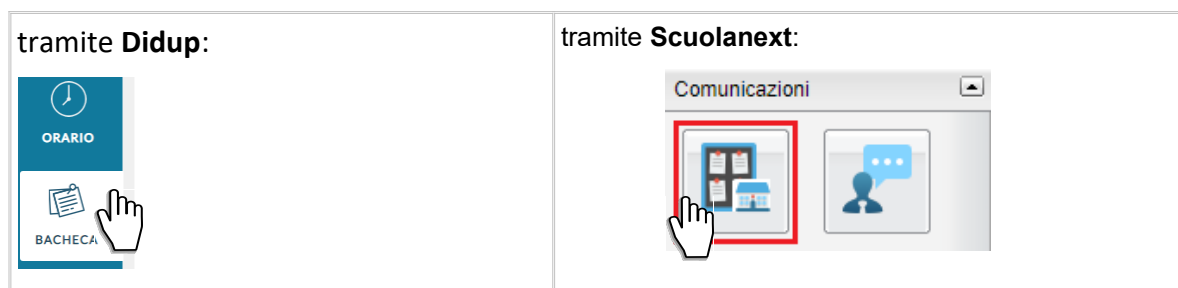 tramite Didup:
ORARIO
BACHECA
tramite Scuolanext:
Comunicazioni